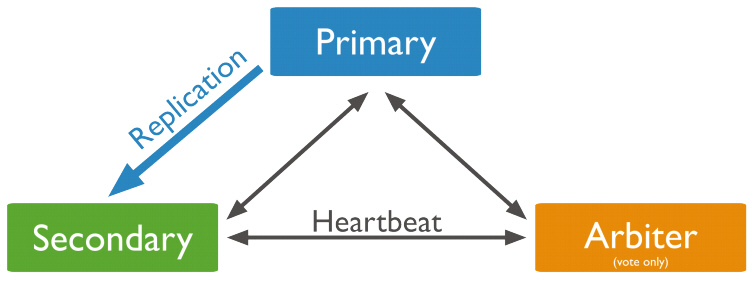 Primary
Replication
Heartbeat
Secondary
Arbiter
(vote only)